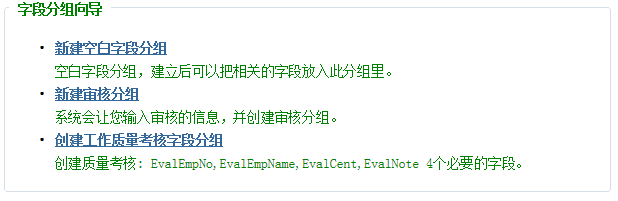 字段分组向导
新建空白字段分组
空白字段分组，建立后可以把相关的字段放入此分组里。
新建审核分组
系统会让您输入审核的信息，并创建审核分组。
创建工作质量考核字段分组
创建质量考核: EvalEmpNo,EvalEmpName,EvalCent,EvalNote 4个必要的字段。